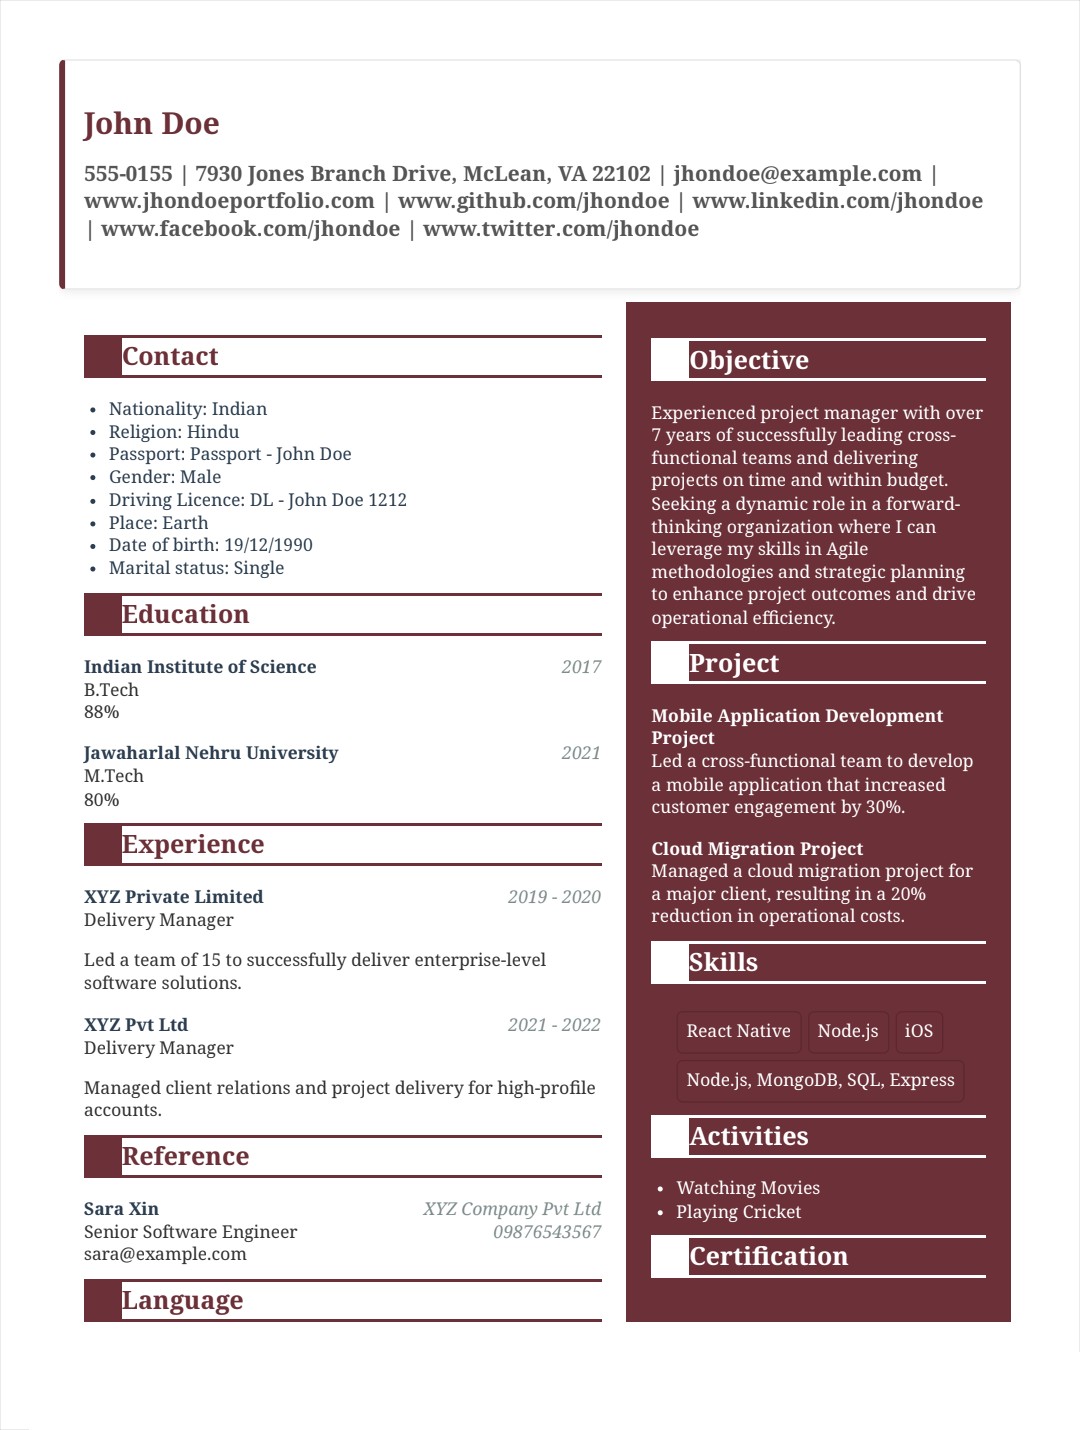 John Doe
555-0155 | 7930 Jones Branch Drive, McLean, VA 22102 | jhondoe@example.com |
www.jhondoeportfolio.com | www.github.com/jhondoe | www.linkedin.com/jhondoe
| www.facebook.com/jhondoe | www.twitter.com/jhondoe
Contact
• Nationality: Indian
• Religion: Hindu
• Passport: Passport - John Doe
• Gender: Male
• Driving Licence: DL - John Doe 1212
• Place: Earth
• Date of birth: 19/12/1990
• Marital status: Single
Education
Indian Institute of Science 2017
B.Tech
88%
Jawaharlal Nehru University 2021
M.Tech
80%
Experience
XYZ Private Limited 2019 - 2020
Delivery Manager
Led a team of 15 to successfully deliver enterprise-level
software solutions.
XYZ Pvt Ltd 2021 - 2022
Delivery Manager
Managed client relations and project delivery for high-profile
accounts.
Reference
Sara Xin XYZ Company Pvt Ltd
Senior Software Engineer 09876543567
sara@example.com
Language
Objective
Experienced project manager with over
7 years of successfully leading cross-
functional teams and delivering
projects on time and within budget.
Seeking a dynamic role in a forward-
thinking organization where I can
leverage my skills in Agile
methodologies and strategic planning
to enhance project outcomes and drive
operational efficiency.
Project
Mobile Application Development
Project
Led a cross-functional team to develop
a mobile application that increased
customer engagement by 30%.
Cloud Migration Project
Managed a cloud migration project for
a major client, resulting in a 20%
reduction in operational costs.
Skills
React Native Node.js iOS
Node.js, MongoDB, SQL, Express
Activities
• Watching Movies
• Playing Cricket
Certification